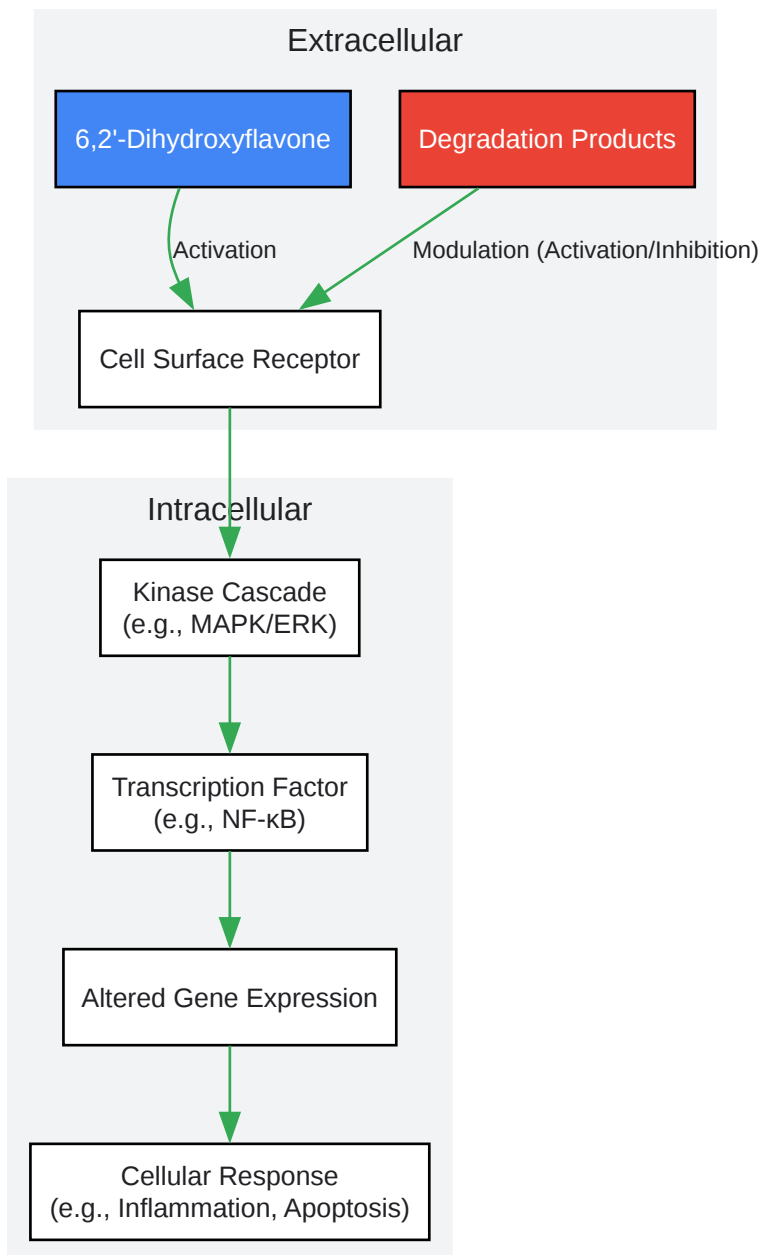 Extracellular
6,2'-Dihydroxyflavone
Degradation Products
Activation
Modulation (Activation/Inhibition)
Cell Surface Receptor
Intracellular
Kinase Cascade
(e.g., MAPK/ERK)
Transcription Factor
(e.g., NF-κB)
Altered Gene Expression
Cellular Response
(e.g., Inflammation, Apoptosis)